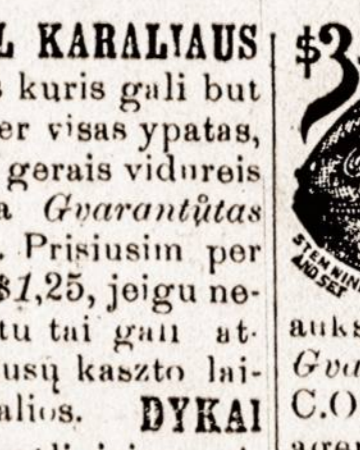 L KARALIAUS
kuris gali but
er visas ypatas,
gerais vidureis
a Gvarantůtas
. Prisiusim per
$1,25, jeigu ne-
tu tai gali at-
usų kaszto lai-
alios. DYKAI
$3
STEM WIND
AND SET
auks
Gva
C.O